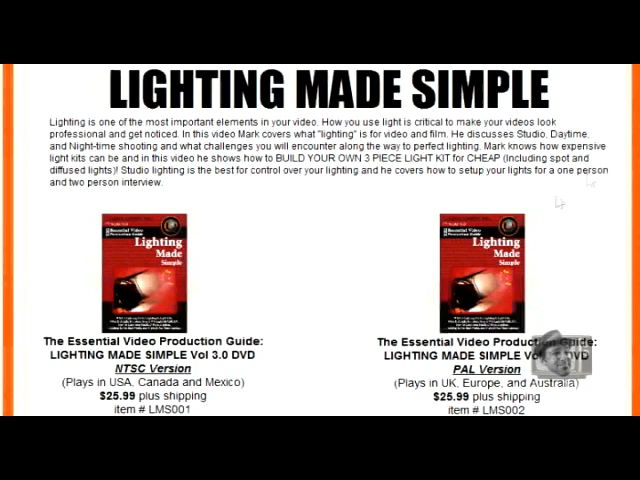 LIGHTING MADE SIMPLE
Lighting is one of the most important elements in your video. How you use light is critical to make your videos look
professional and get noticed. In this video Mark covers what "lighting" is for video and film. He discusses Studio, Daytime,
and Night-time shooting and what challenges you will encounter along the way to perfect lighting. Mark knows how expensive
light kits can be and in this video he shows how to BUILD YOUR OWN 3 PIECE LIGHT KIT for CHEAP (Including spot and
diffused lights)! Studio lighting is the best for control over your lighting and he covers how to setup your lights for a one person
and two person interview.
Essential Video
Production Guide
Lighting
Made
Simple
Essential Video
Production Guide
Lighting
Made
Simple
The Essential Video Production Guide:
LIGHTING MADE SIMPLE Vol 3.0 DVD
NTSC Version
(Plays in USA, Canada and Mexico)
$25.99 plus shipping
item # LMS001
The Essential Video Production Guide:
LIGHTING MADE SIMPLE DVD
PAL Version
(Plays in UK, Europe, and Australia)
$25.99 plus shipping
item # LMS002